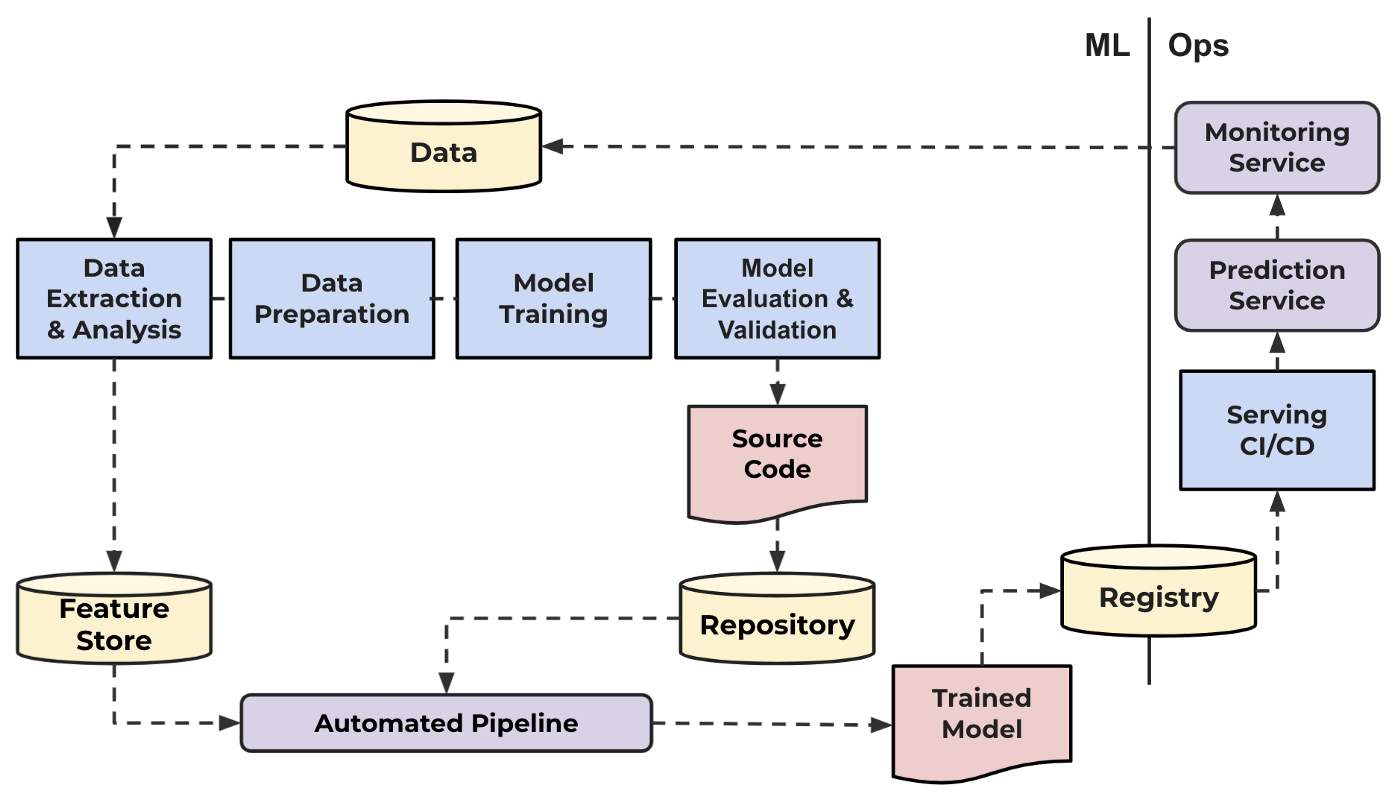 ML
Ops
Data
Monitoring
Service
Data
Extraction
& Analysis
Data
Preparation
Model
Training
Model
Evaluation &
Validation
Prediction
Service
Source
Code
Serving
CI/CD
Feature
Store
Repository
Registry
Automated Pipeline
Trained
Model